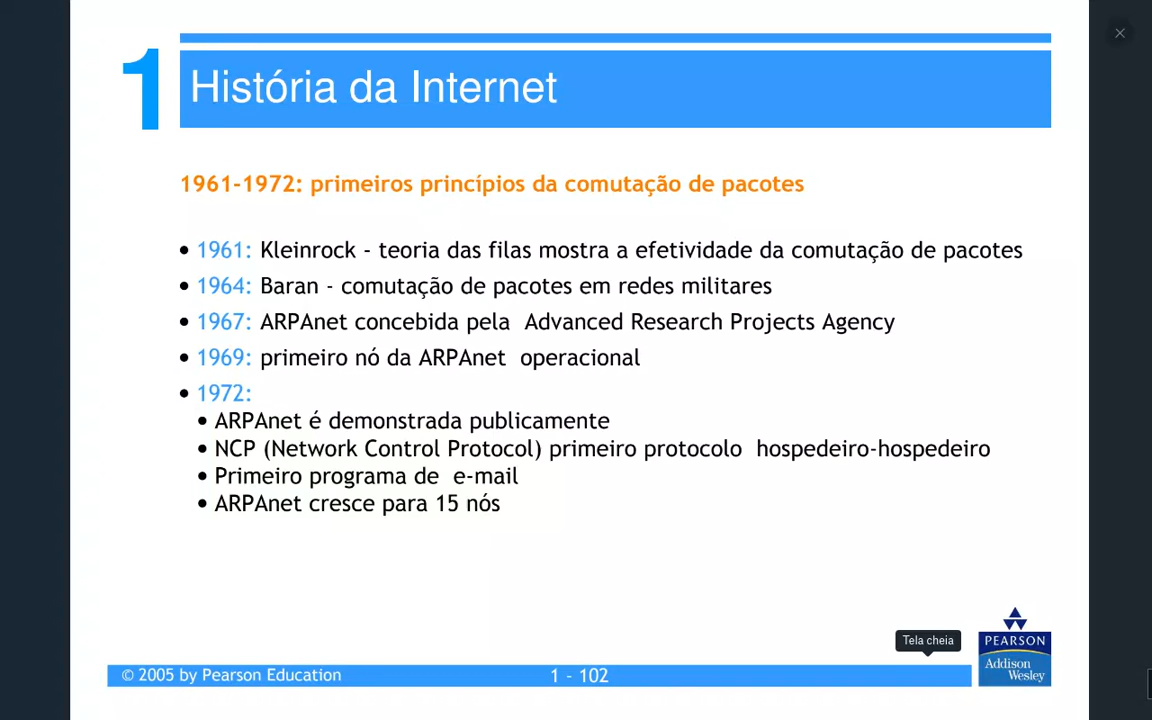 1
História da Internet
1961-1972: primeiros princípios da comutação de pacotes
• 1961: Kleinrock - teoria das filas mostra a efetividade da comutação de pacotes
• 1964: Baran - comutação de pacotes em redes militares
• 1967: ARPAnet concebida pela Advanced Research Projects Agency
• 1969: primeiro nó da ARPAnet operacional
• 1972:
• ARPAnet é demonstrada publicamente
• NCP (Network Control Protocol) primeiro protocolo hospedeiro-hospedeiro
• Primeiro programa de e-mail
• ARPAnet cresce para 15 nós
Tela cheia
PEARSON
Addison
Wesley
© 2005 by Pearson Education
1 - 102